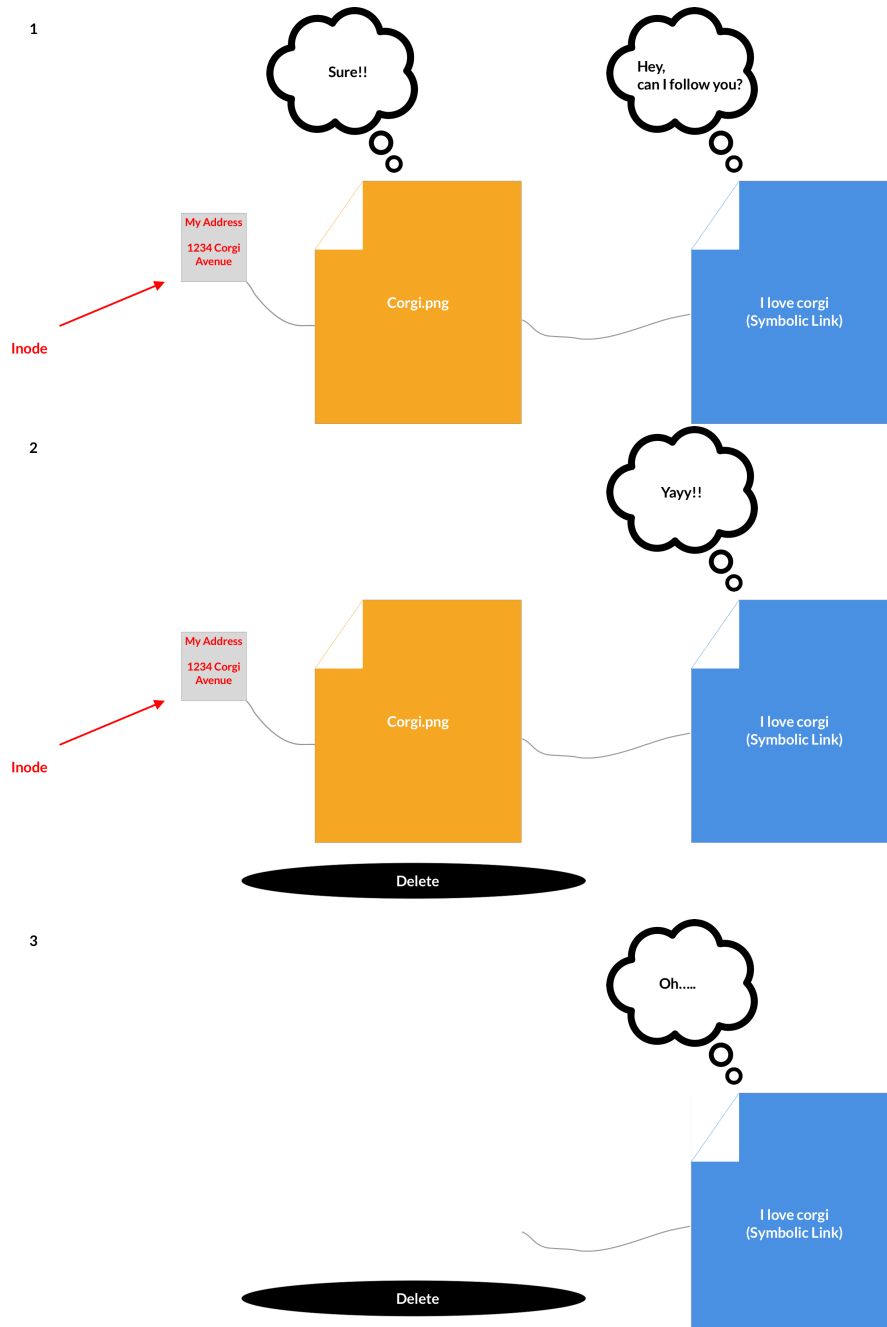 1
Sure!!
Hey,
can I follow you?
My Address
1234 Corgi
Avenue
Inode
Corgi.png
I love corgi
(Symbolic Link)
2
Yayy!!
My Address
1234 Corgi
Avenue
Inode
Corgi.png
I love corgi
(Symbolic Link)
Delete
3
Oh.....
I love corgi
(Symbolic Link)
Delete